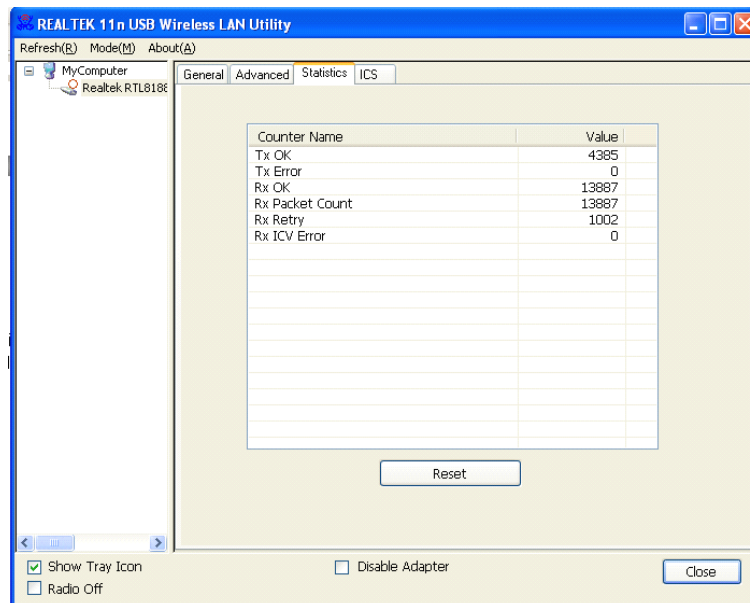 REALTEK 11n USB Wireless LAN Utility
Refresh(R) Mode(M) About(A)
MyComputer
Realtek RTL8188
General Advanced Statistics ICS
Counter Name Value
Tx OK 4385
Tx Error 0
Rx OK 13887
Rx Packet Count 13887
Rx Retry 1002
Rx ICV Error 0
Reset
Show Tray Icon Disable Adapter Close
Radio Off